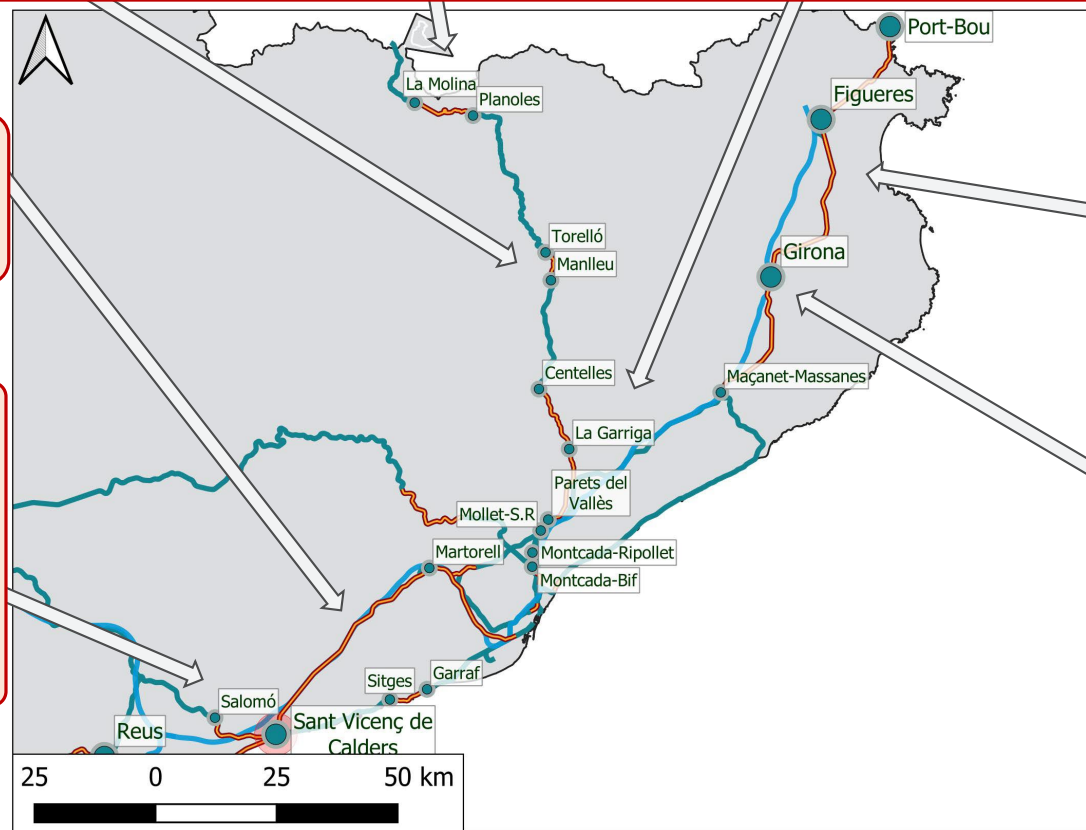 Port-Bou
La Molina
Planoles
Figueres
Torelló
Manlleu
Girona
Centelles
Maçanet-Massanes
La Garriga
Parets del
Vallès
Mollet-S.R
Martorell
Montcada-Ripollet
Montcada-Bif
Garraf
Sitges
Salomó
Reus
Sant Vicenç de
Calders
25 0 25 50 km